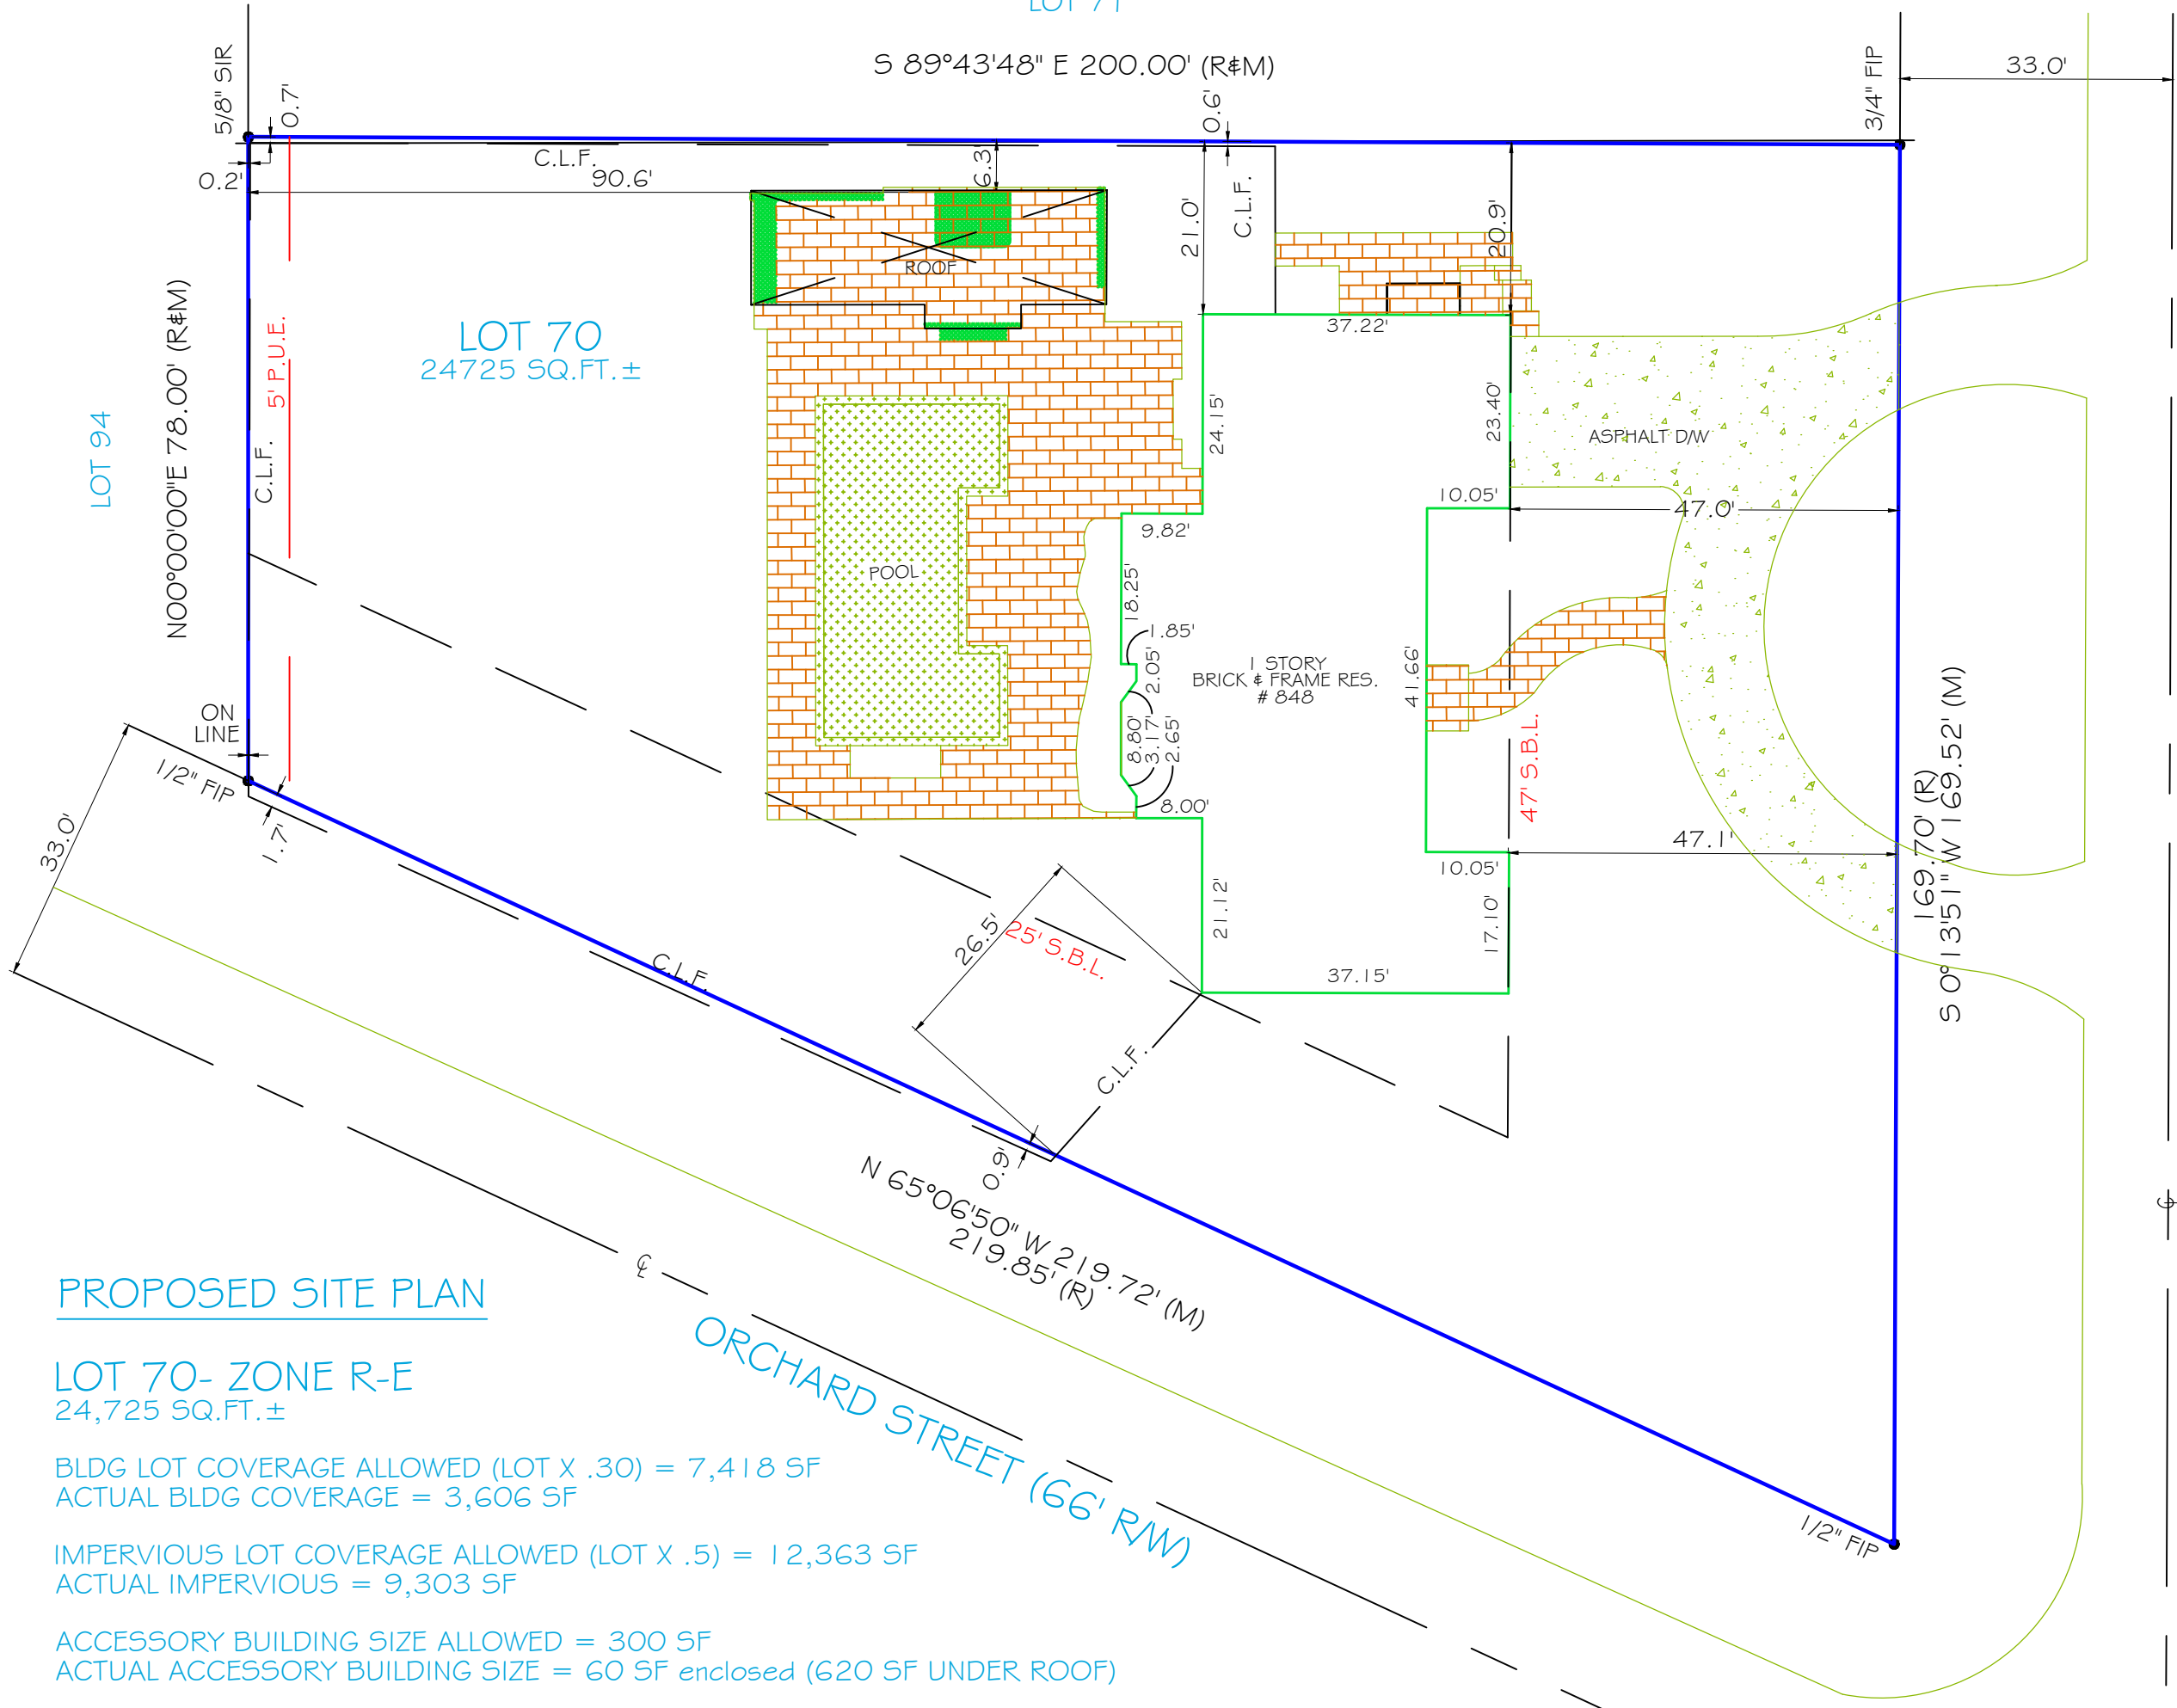 LOT 71
S 89°43'48" E 200.00' (R&M)
5/8" SIR
0.7'
0.6'
3/4" FIP
33.0'
C.L.F.
0.2'
90.6'
6.3'
21.0'
C.L.F.
20.9'
ROOF
37.22'
LOT 70
24725 SQ.FT.±
5' P.U.E.
N00°00'00"E 78.00' (R&M)
LOT 94
C.L.F.
24.15'
23.40'
ASPHALT D/W
10.05'
47.0'
9.82'
POOL
18.25'
1.85'
2.05'
1 STORY
BRICK & FRAME RES.
# 848
41.66'
8.80'
3.17'
2.65'
8.00'
47' S.B.L.
ON
LINE
1/2" FIP
1.7'
33.0'
47.1'
10.05'
169.70' (R)
S 0°13'51" W 169.52' (M)
21.12'
17.10'
26.5'
25' S.B.L.
37.15'
C.L.F.
C.L.F.
0.9'
N 65°06'50" W 219.72' (M)
219.85' (R)
℄
℄
ORCHARD STREET (66' R/W)
1/2" FIP
PROPOSED SITE PLAN
LOT 70- ZONE R-E
24,725 SQ.FT.±
BLDG LOT COVERAGE ALLOWED (LOT X .30) = 7,418 SF
ACTUAL BLDG COVERAGE = 3,606 SF
IMPERVIOUS LOT COVERAGE ALLOWED (LOT X .5) = 12,363 SF
ACTUAL IMPERVIOUS = 9,303 SF
ACCESSORY BUILDING SIZE ALLOWED = 300 SF
ACTUAL ACCESSORY BUILDING SIZE = 60 SF enclosed (620 SF UNDER ROOF)